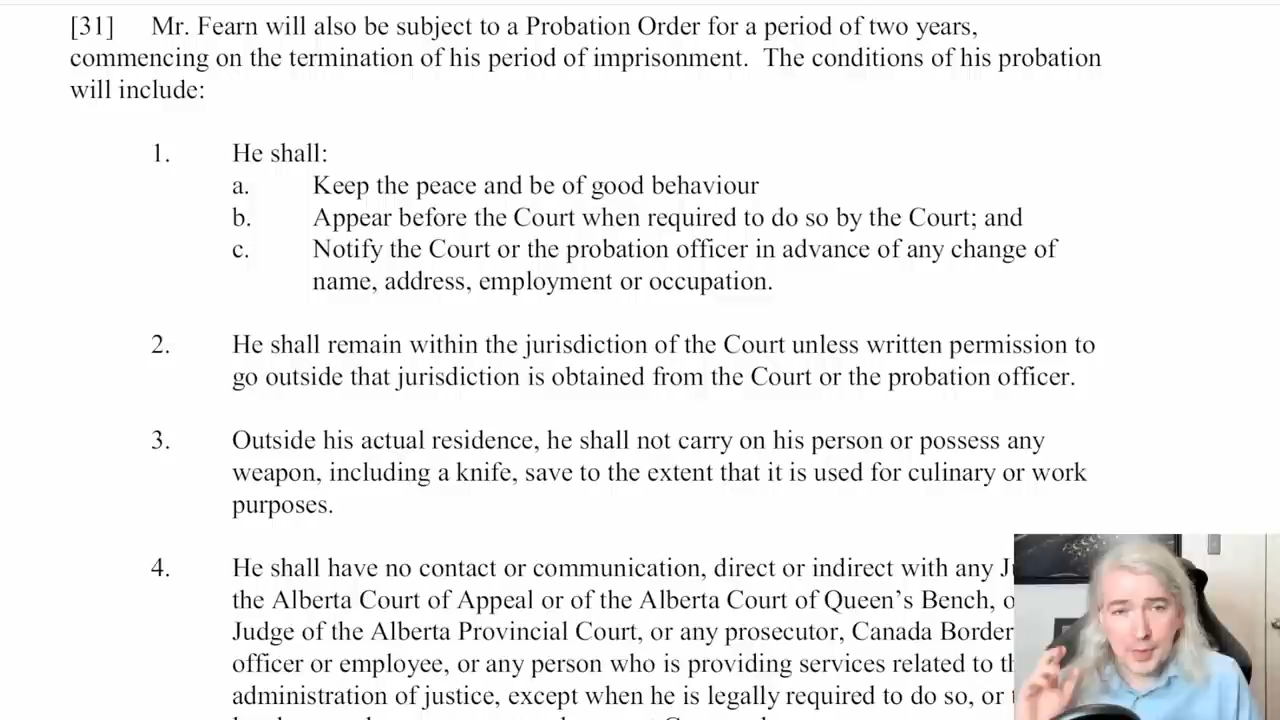 [31] Mr. Fearn will also be subject to a Probation Order for a period of two years,
commencing on the termination of his period of imprisonment. The conditions of his probation
will include:
1. He shall:
a. Keep the peace and be of good behaviour
b. Appear before the Court when required to do so by the Court; and
c. Notify the Court or the probation officer in advance of any change of
name, address, employment or occupation.
2. He shall remain within the jurisdiction of the Court unless written permission to
go outside that jurisdiction is obtained from the Court or the probation officer.
3. Outside his actual residence, he shall not carry on his person or possess any
weapon, including a knife, save to the extent that it is used for culinary or work
purposes.
4. He shall have no contact or communication, direct or indirect with any
the Alberta Court of Appeal or of the Alberta Court of Queen's Bench,
Judge of the Alberta Provincial Court, or any prosecutor, Canada Border
officer or employee, or any person who is providing services related to
administration of justice, except when he is legally required to do so, or